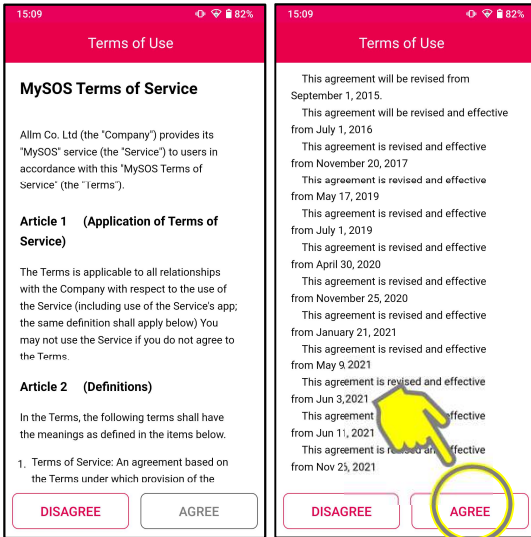 15:09 82%
Terms of Use
MySOS Terms of Service
Allm Co. Ltd (the "Company") provides its
"MySOS" service (the "Service") to users in
accordance with this "MySOS Terms of
Service" (the "Terms").
Article 1 (Application of Terms of
Service)
The Terms is applicable to all relationships
with the Company with respect to the use of
the Service (including use of the Service's app;
the same definition shall apply below) You
may not use the Service if you do not agree to
the Terms.
Article 2 (Definitions)
In the Terms, the following terms shall have
the meanings as defined in the items below.
1. Terms of Service: An agreement based on
the Terms under which provision of the
DISAGREE AGREE
15:09 82%
Terms of Use
This agreement will be revised from
September 1, 2015.
This agreement will be revised and effective
from July 1, 2016
This agreement is revised and effective
from November 20, 2017
This agreement is revised and effective
from May 17, 2019
This agreement is revised and effective
from July 1, 2019
This agreement is revised and effective
from April 30, 2020
This agreement is revised and effective
from November 25, 2020
This agreement is revised and effective
from January 21, 2021
This agreement is revised and effective
from May 9, 2021
This agreement is revised and effective
from Jun 3,2021
This agreement effective
from Jun 11, 2021
This agreement is revised and effective
from Nov 25, 2021
DISAGREE AGREE